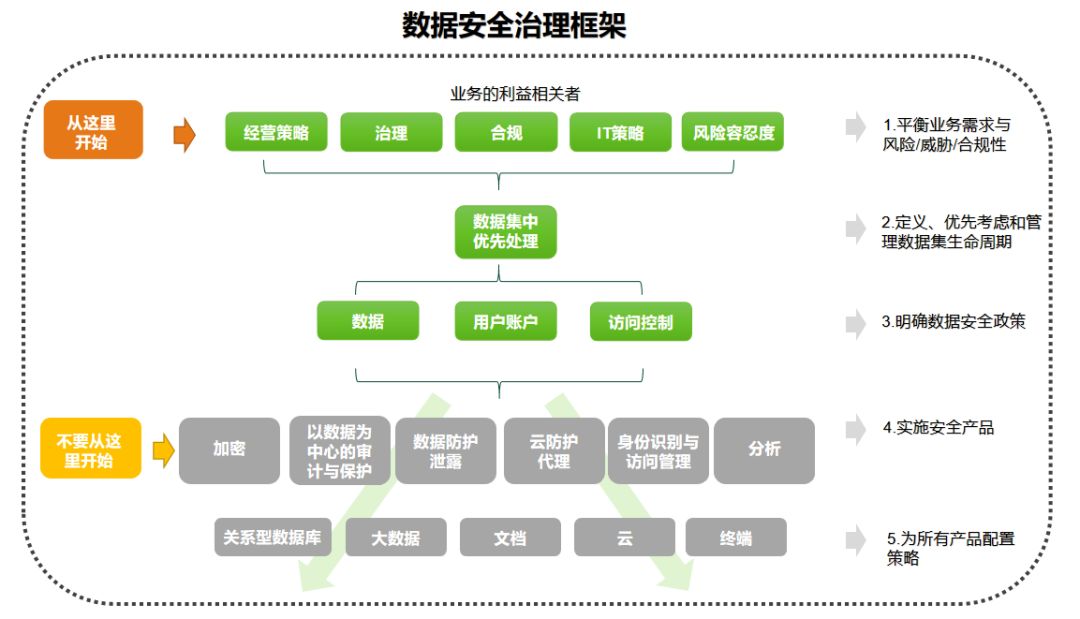 数据安全治理框架
业务的利益相关者
从这里
开始
经营策略
治理
合规
IT策略
风险容忍度
1.平衡业务需求与
风险/威胁/合规性
数据集中
优先处理
2.定义、优先考虑和管
理数据集生命周期
数据
用户账户
访问控制
3.明确数据安全政策
不要从这
里开始
加密
以数据为
中心的审
计与保护
数据防护
泄露
云防护
代理
身份识别与
访问管理
分析
4.实施安全产品
关系型数据库
大数据
文档
云
终端
5.为所有产品配置
策略